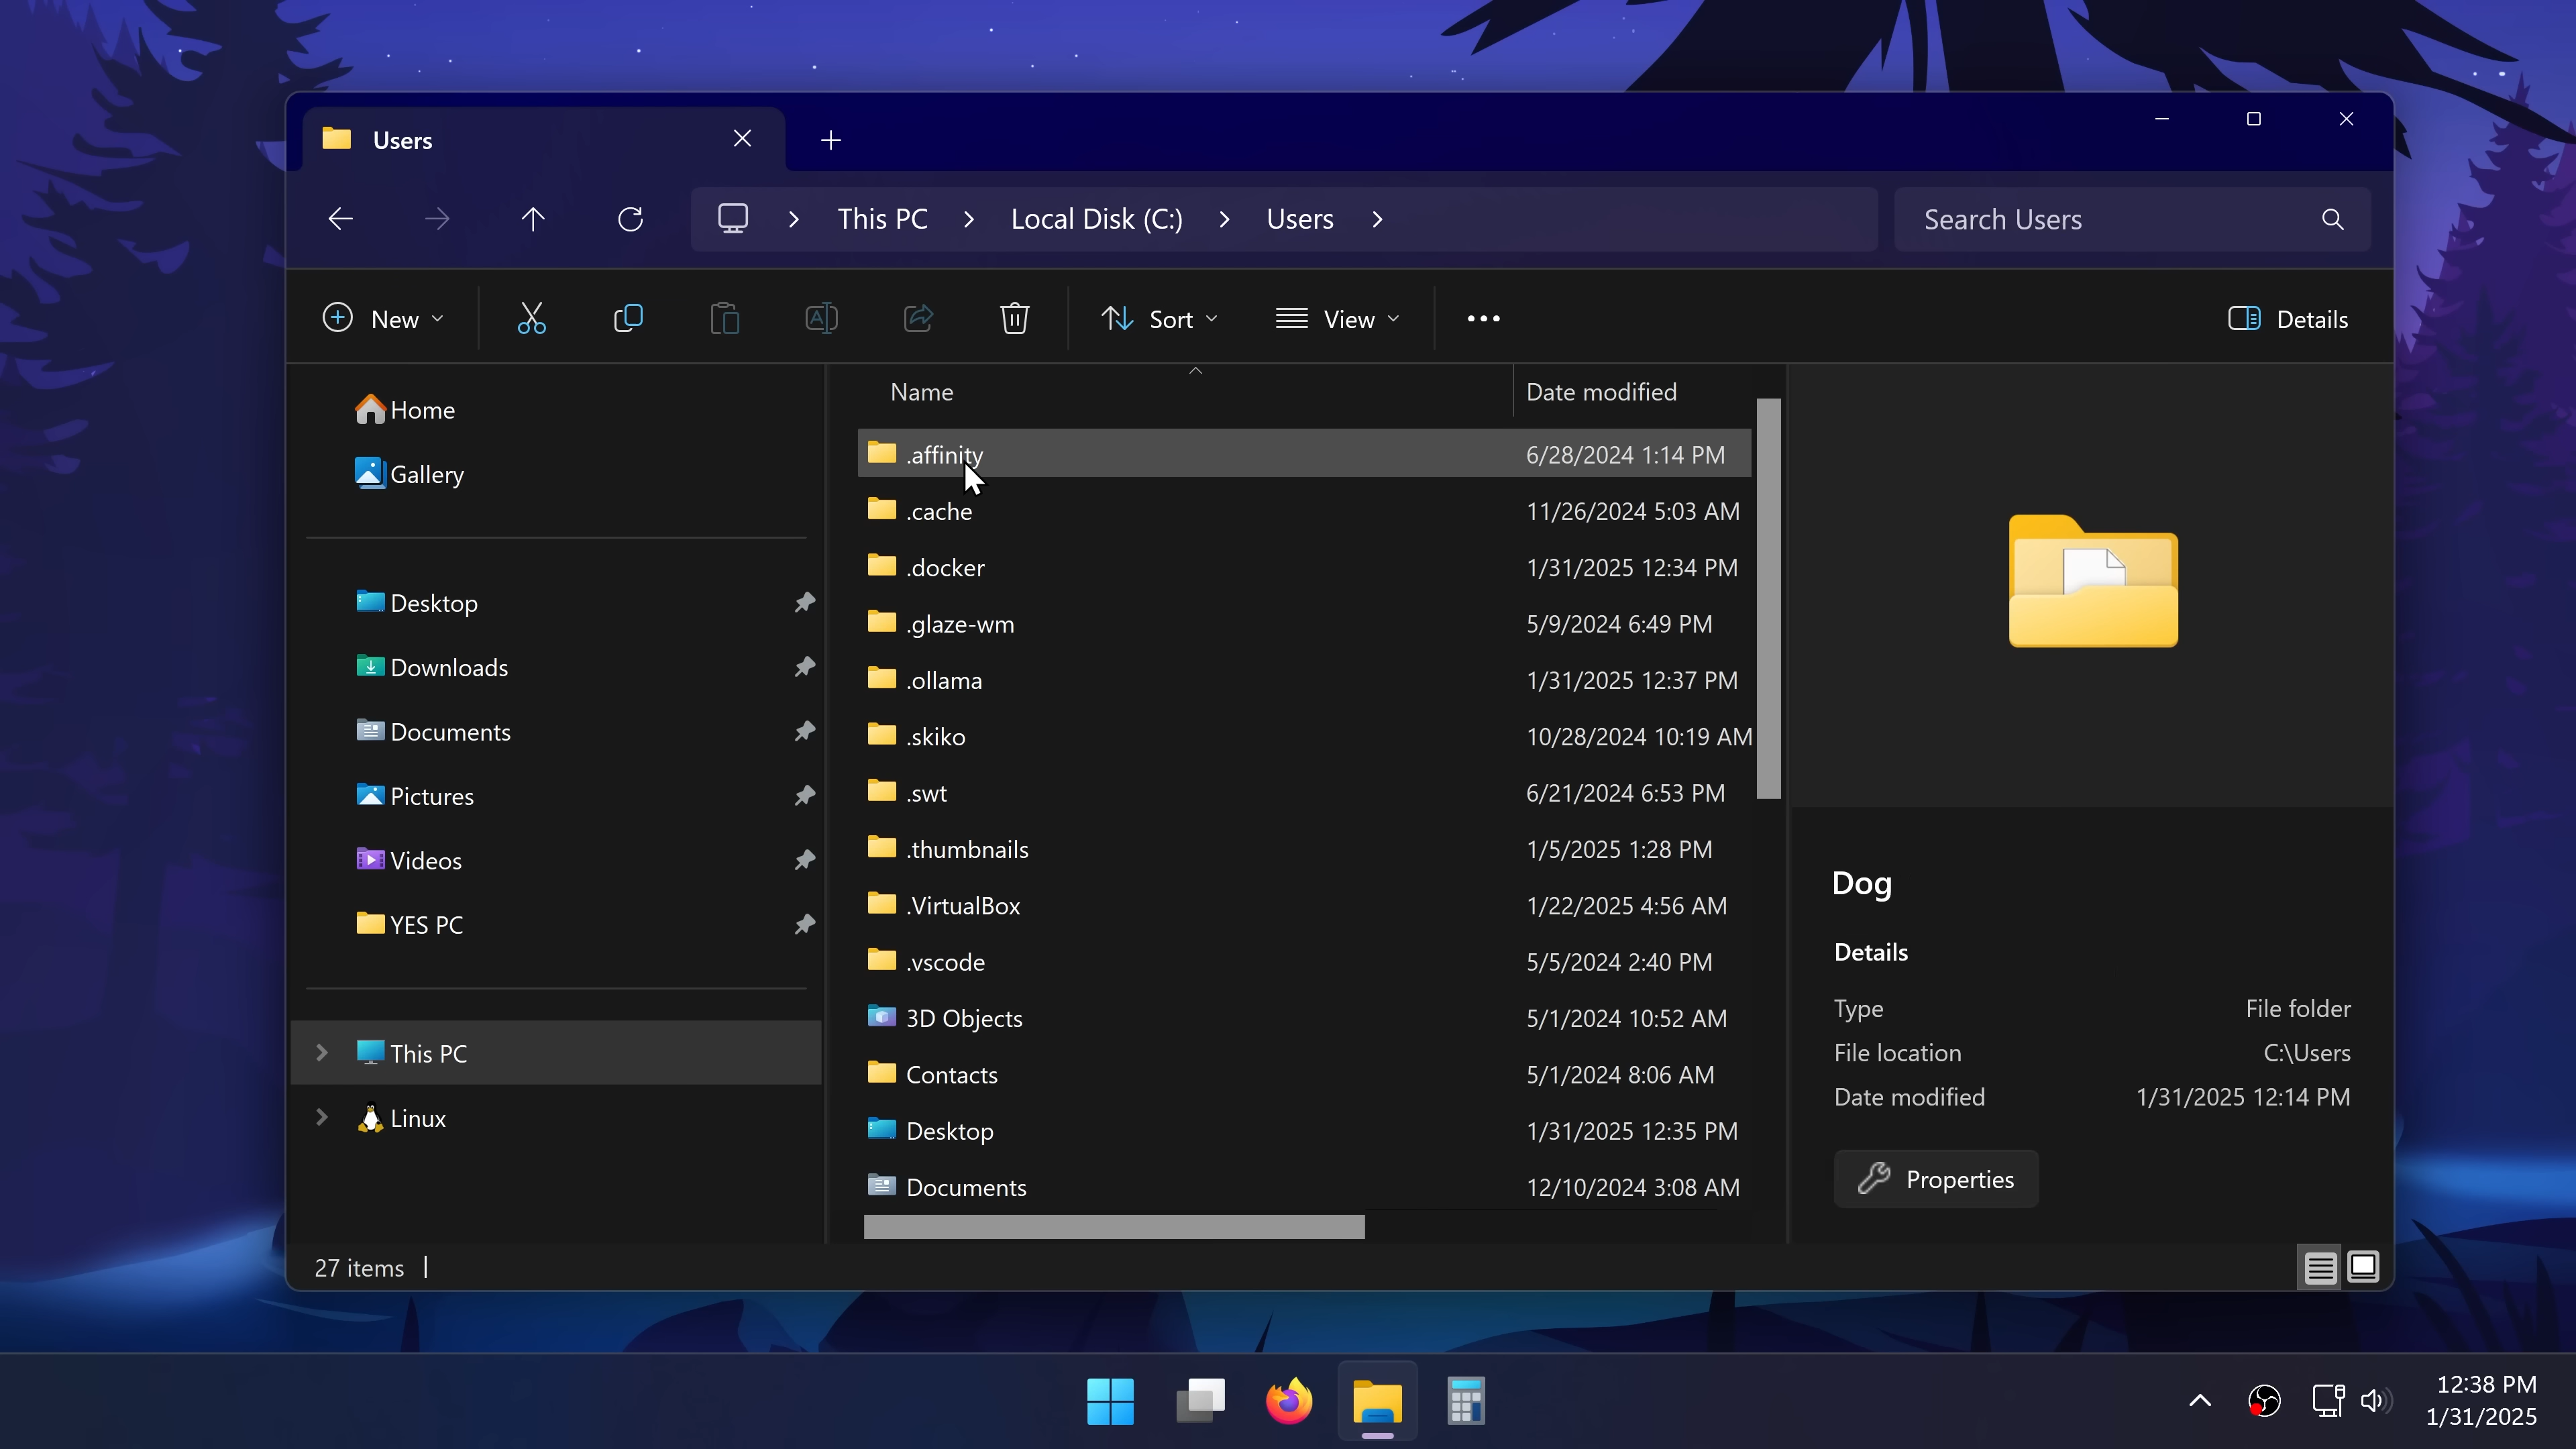 Users
This PC
Local Disk (C:)
Users
Search Users
New
Sort
View
Details
Home
Gallery
Desktop
Downloads
Documents
Pictures
Videos
YES PC
This PC
Linux
Name Date modified
.affinity 6/28/2024 1:14 PM
.cache 11/26/2024 5:03 AM
.docker 1/31/2025 12:34 PM
.glaze-wm 5/9/2024 6:49 PM
.ollama 1/31/2025 12:37 PM
.skiko 10/28/2024 10:19 AM
.swt 6/21/2024 6:53 PM
.thumbnails 1/5/2025 1:28 PM
.VirtualBox 1/22/2025 4:56 AM
.vscode 5/5/2024 2:40 PM
3D Objects 5/1/2024 10:52 AM
Contacts 5/1/2024 8:06 AM
Desktop 1/31/2025 12:35 PM
Documents 12/10/2024 3:08 AM
Dog
Details
Type File folder
File location C:\Users
Date modified 1/31/2025 12:14 PM
Properties
27 items
12:38 PM
1/31/2025